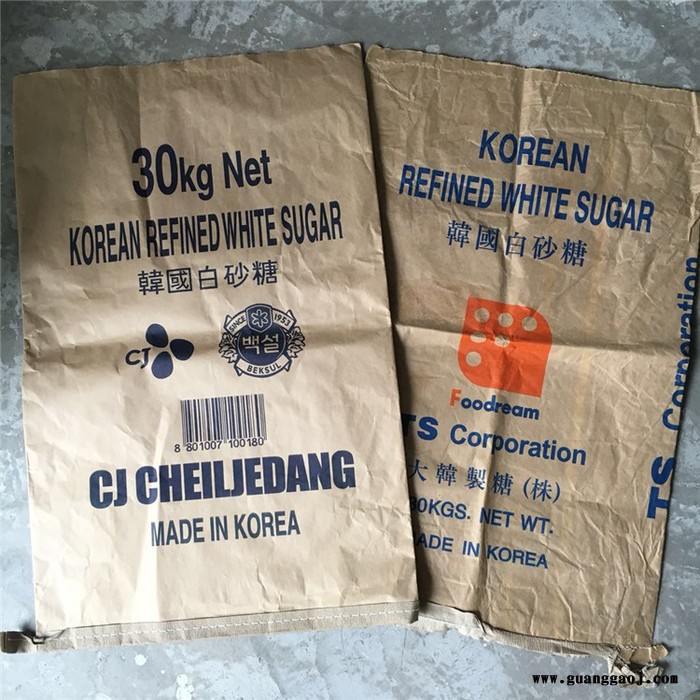 30kg Net
KOREAN REFINED WHITE SUGAR
韓國白砂糖
CJ
SINCE 1953
백설
BEKSUL
8 801007 100180
CJ CHEILJEDANG
MADE IN KOREA
KOREAN
REFINED WHITE SUGAR
韓國白砂糖
Foodream
TS Corporation
大韓製糖(株)
30KGS. NET WT.
MADE IN KOREA
TS Corporation
www.guanggaoj.com